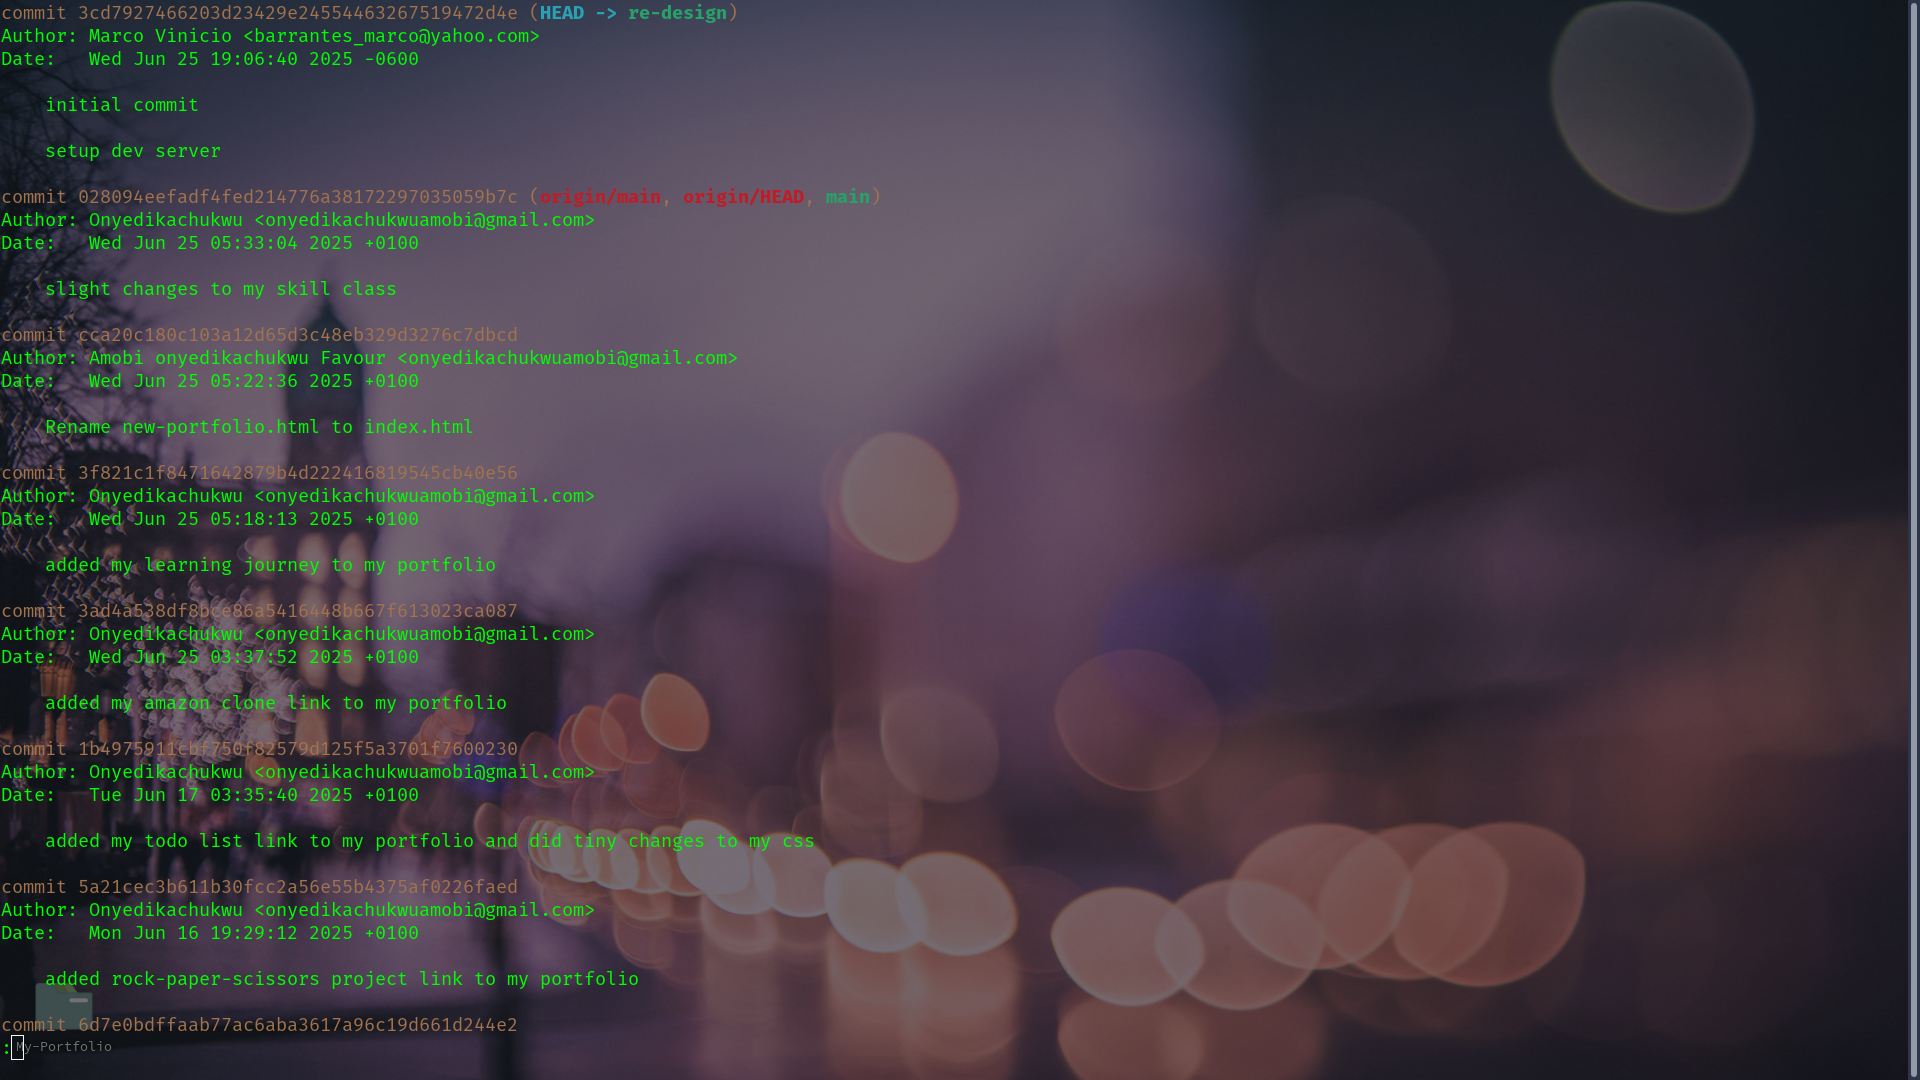 commit 3cd7927466203d23429e24554463267519472d4e (HEAD -> re-design)
Author: Marco Vinicio <barrantes_marco@yahoo.com>
Date:   Wed Jun 25 19:06:40 2025 -0600
initial commit
setup dev server
commit 028094eefadf4fed214776a38172297035059b7c (origin/main, origin/HEAD, main)
Author: Onyedikachukwu <onyedikachukwuamobi@gmail.com>
Date:   Wed Jun 25 05:33:04 2025 +0100
slight changes to my skill class
commit cca20c180c103a12d65d3c48eb329d3276c7dbcd
Author: Amobi onyedikachukwu Favour <onyedikachukwuamobi@gmail.com>
Date:   Wed Jun 25 05:22:36 2025 +0100
Rename new-portfolio.html to index.html
commit 3f821c1f8471642879b4d222416819545cb40e56
Author: Onyedikachukwu <onyedikachukwuamobi@gmail.com>
Date:   Wed Jun 25 05:18:13 2025 +0100
added my learning journey to my portfolio
commit 3ad4a538df8bce86a5416448b667f613023ca087
Author: Onyedikachukwu <onyedikachukwuamobi@gmail.com>
Date:   Wed Jun 25 03:37:52 2025 +0100
added my amazon clone link to my portfolio
commit 1b4975911cbf750f82579d125f5a3701f7600230
Author: Onyedikachukwu <onyedikachukwuamobi@gmail.com>
Date:   Tue Jun 17 03:35:40 2025 +0100
added my todo list link to my portfolio and did tiny changes to my css
commit 5a21cec3b611b30fcc2a56e55b4375af0226faed
Author: Onyedikachukwu <onyedikachukwuamobi@gmail.com>
Date:   Mon Jun 16 19:29:12 2025 +0100
added rock-paper-scissors project link to my portfolio
commit 6d7e0bdffaab77ac6aba3617a96c19d661d244e2
:
My-Portfolio